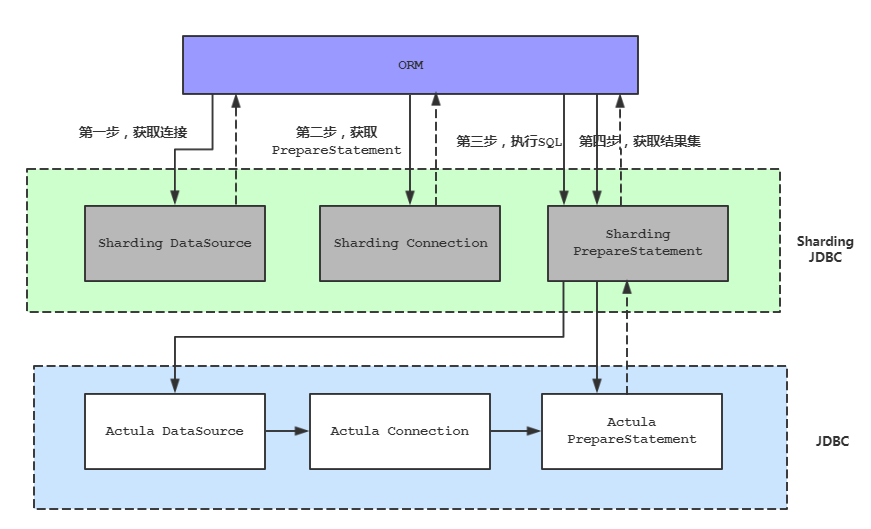 ORM
第一步，获取连接
第二步，获取
PrepareStatement
第三步，执行SQL
第四步，获取结果集
Sharding DataSource
Sharding Connection
Sharding
PrepareStatement
Sharding
JDBC
Actula DataSource
Actula Connection
Actula
PrepareStatement
JDBC